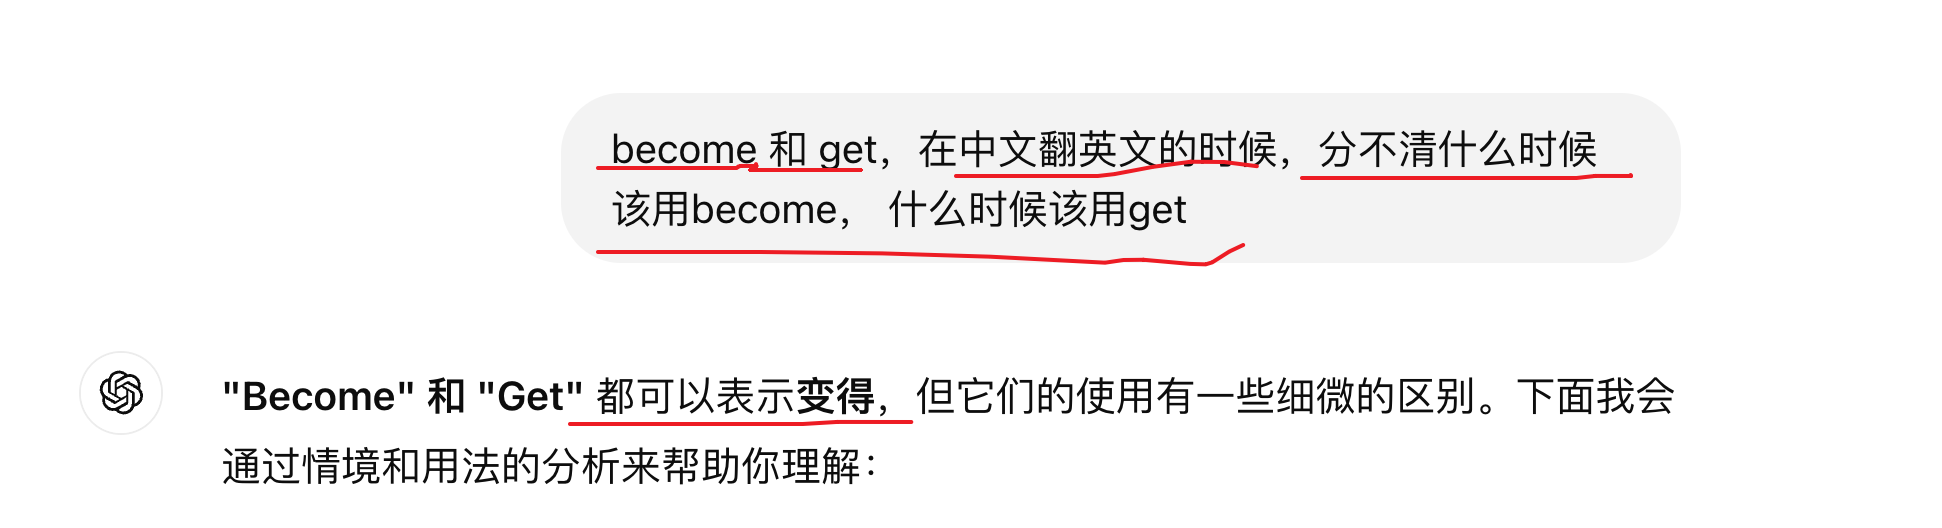 become 和 get，在中文翻英文的时候，分不清什么时候
该用become， 什么时候该用get
"Become" 和 "Get" 都可以表示变得，但它们的使用有一些细微的区别。下面我会
通过情境和用法的分析来帮助你理解：